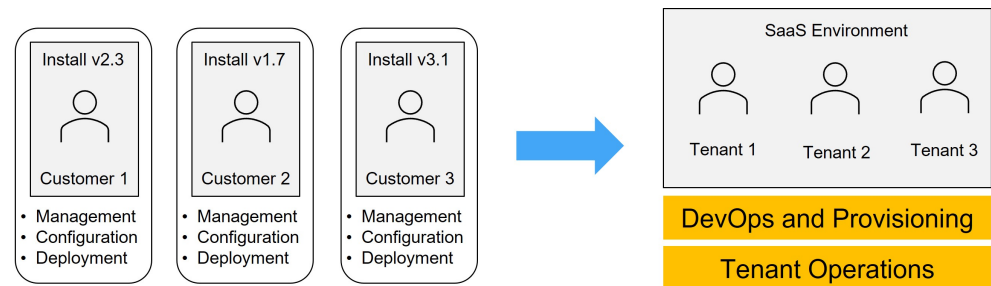 Install v2.3
Customer 1
• Management
• Configuration
• Deployment
Install v1.7
Customer 2
• Management
• Configuration
• Deployment
Install v3.1
Customer 3
• Management
• Configuration
• Deployment
SaaS Environment
Tenant 1
Tenant 2
Tenant 3
DevOps and Provisioning
Tenant Operations